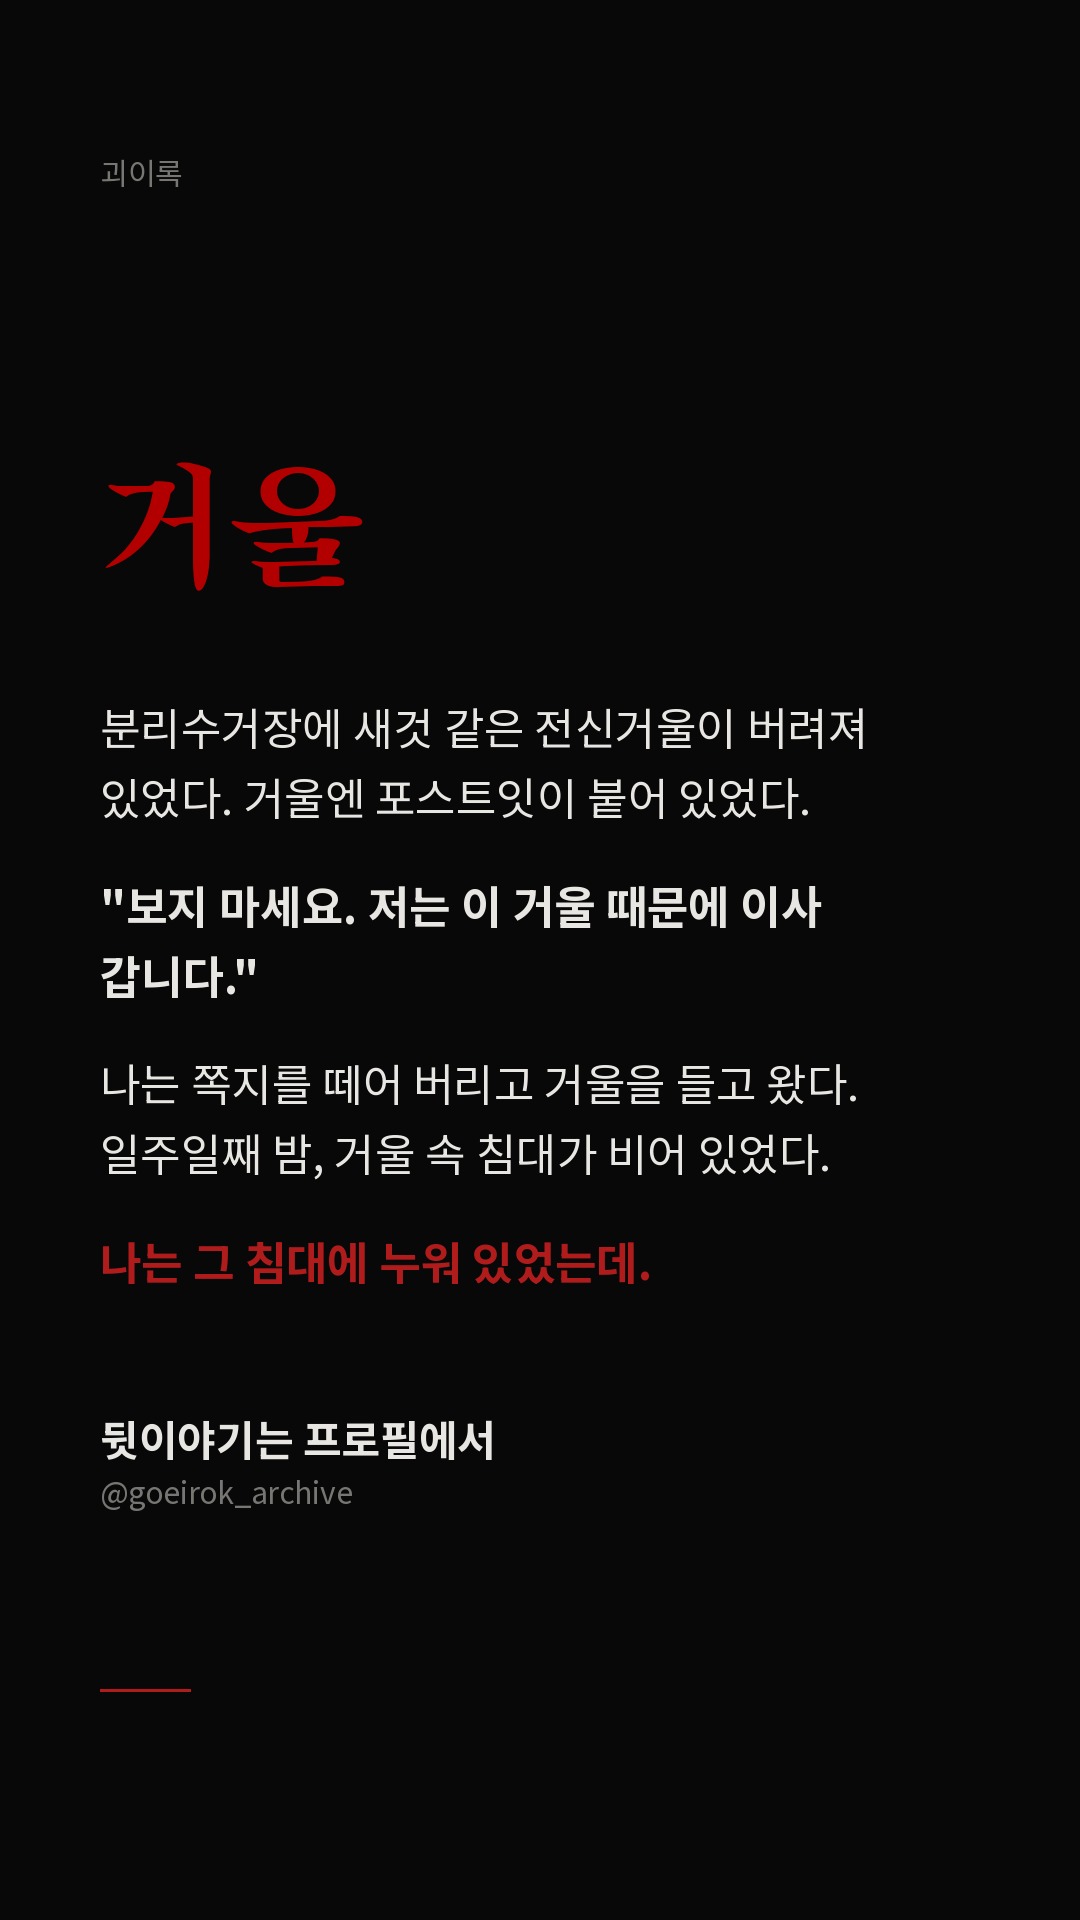 괴이록
거울
분리수거장에 새것 같은 전신거울이 버려져
있었다. 거울엔 포스트잇이 붙어 있었다.
"보지 마세요. 저는 이 거울 때문에 이사
갑니다."
나는 쪽지를 떼어 버리고 거울을 들고 왔다.
일주일째 밤, 거울 속 침대가 비어 있었다.
나는 그 침대에 누워 있었는데.
뒷이야기는 프로필에서
@goeirok_archive